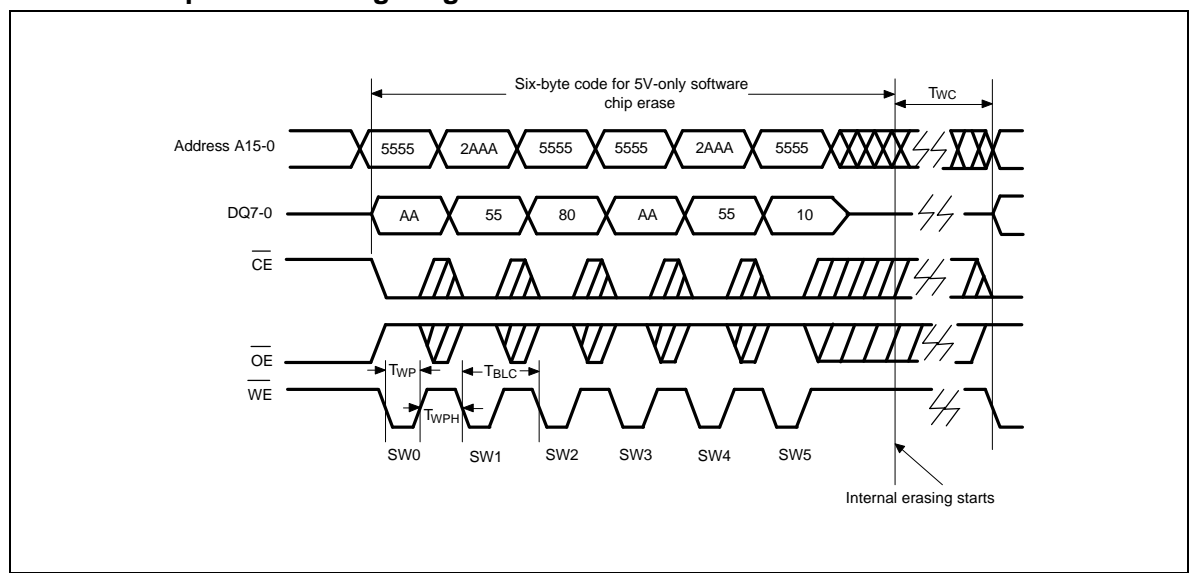 Six-byte code for 5V-only software
chip erase
TWC
Address A15-0
5555
2AAA
5555
5555
2AAA
5555
DQ7-0
AA
55
80
AA
55
10
CE
OE
TWP
TBLC
WE
TWPH
SW0
SW1
SW2
SW3
SW4
SW5
Internal erasing starts